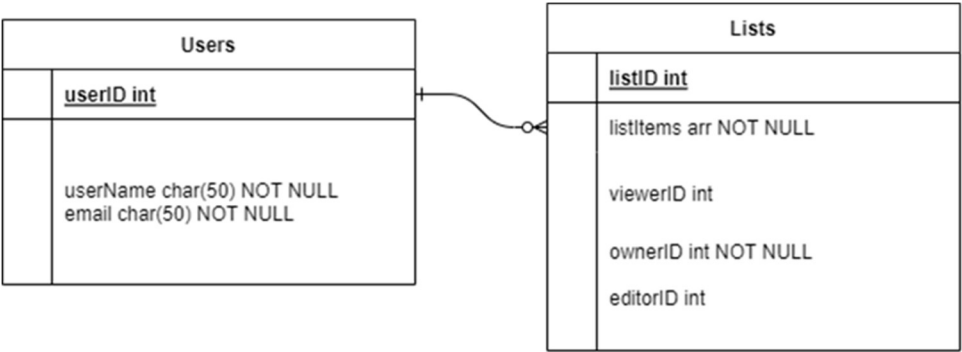 Users
userID int
userName char(50) NOT NULL
email char(50) NOT NULL
Lists
listID int
listItems arr NOT NULL
viewerID int
ownerID int NOT NULL
editorID int